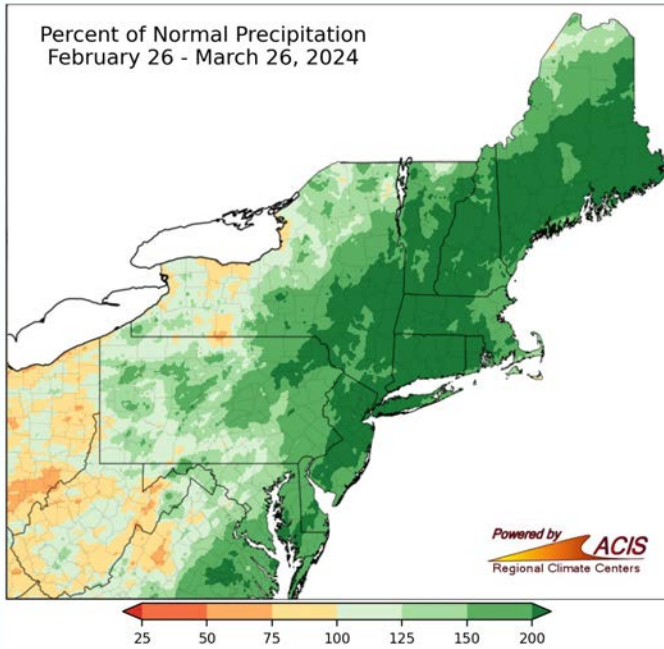 Percent of Normal Precipitation
February 26 - March 26, 2024
Powered by
ACIS
Regional Climate Centers
25 50 75 100 125 150 200